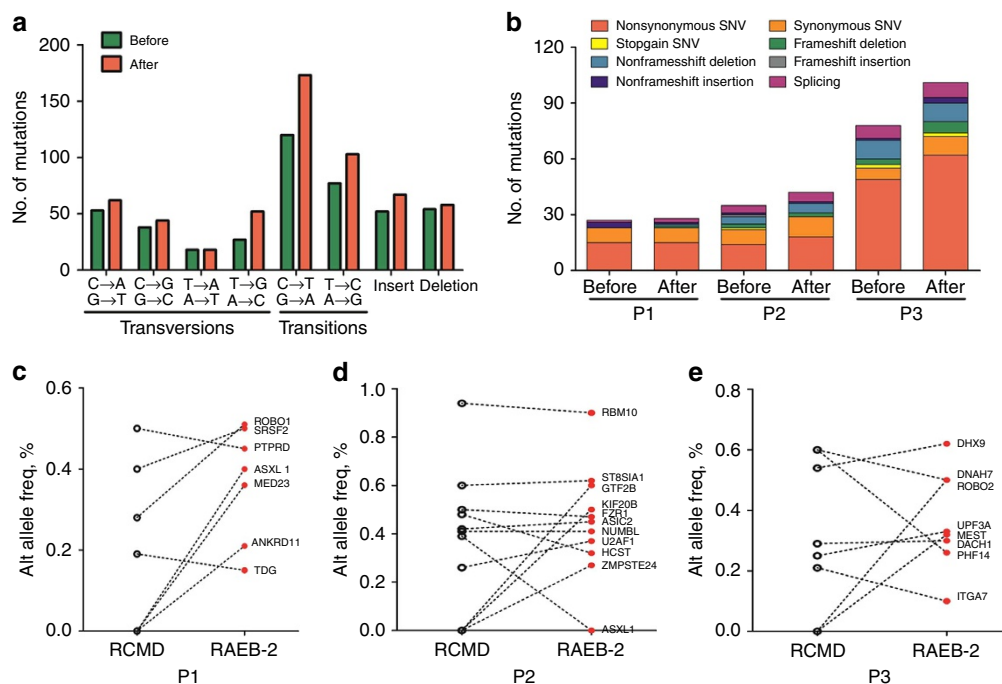 a
Before
After
200
150
100
50
0
No. of mutations
C→A C→G T→A T→G C→T T→C Insert Deletion
G→T G→C A→T A→C G→A A→G
Transversions Transitions
b
Nonsynonymous SNV Synonymous SNV
Stopgain SNV Frameshift deletion
Nonframesshift deletion Frameshift insertion
Nonframeshift insertion Splicing
120
90
60
30
0
No. of mutations
Before After Before After Before After
P1 P2 P3
c
0.6
0.4
0.2
0.0
Alt allele freq, %
ROBO1
SRSF2
PTPRD
ASXL 1
MED23
ANKRD11
TDG
RCMD RAEB-2
P1
d
1.0
0.8
0.6
0.4
0.2
0.0
Alt allele freq, %
RBM10
ST8SIA1
GTF2B
KIF20B
FZR1
ASIC2
NUMBL
U2AF1
HCST
ZMPSTE24
ASXL1
RCMD RAEB-2
P2
e
0.8
0.6
0.4
0.2
0.0
Alt allele freq, %
DHX9
DNAH7
ROBO2
UPF3A
MEST
DACH1
PHF14
ITGA7
RCMD RAEB-2
P3